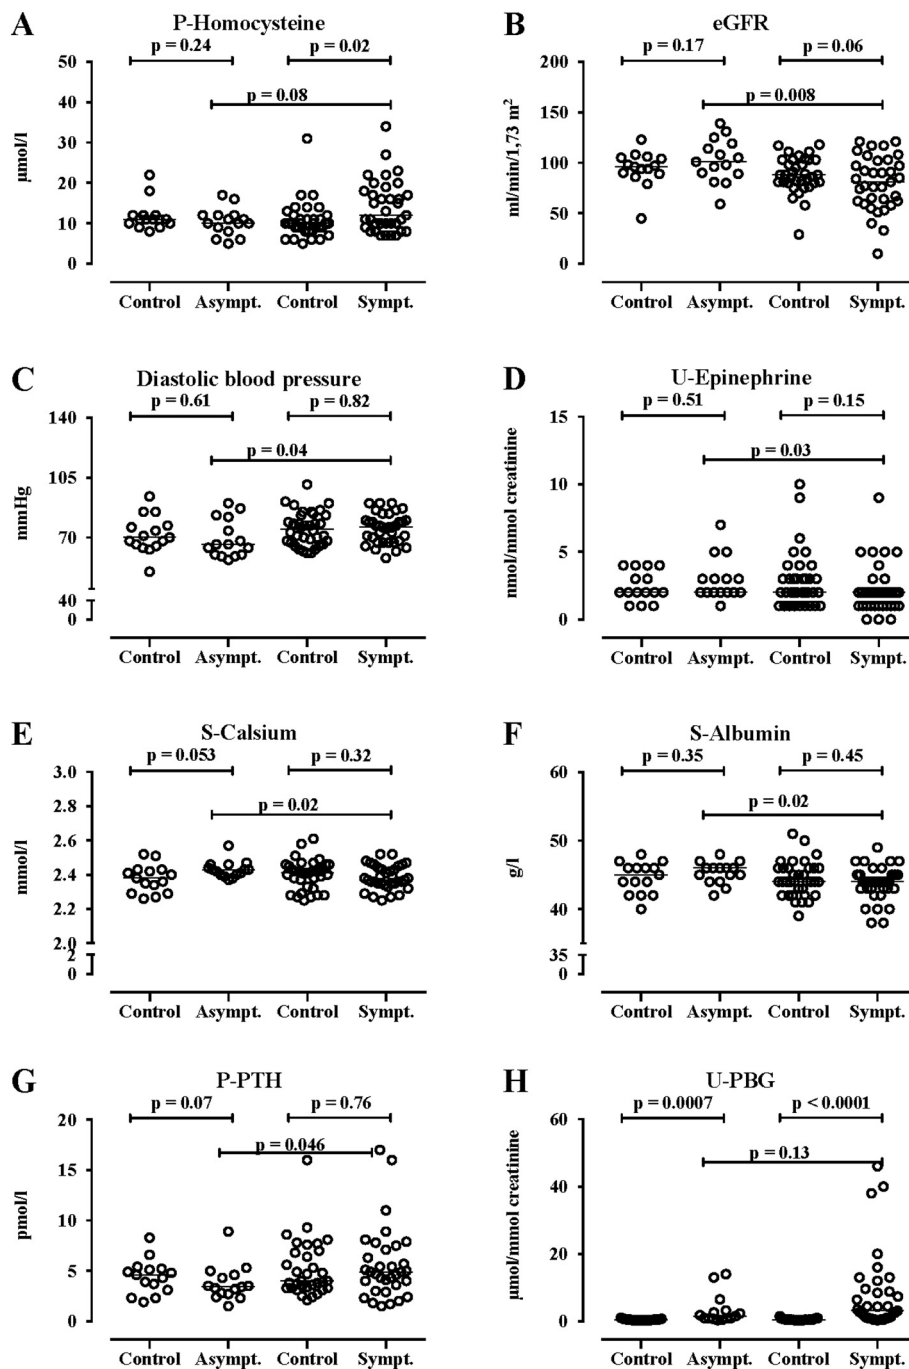 A P-Homocysteine
p = 0.24 p = 0.02
p = 0.08
µmol/l
50
40
30
20
10
0
Control Asympt. Control Sympt.
B eGFR
p = 0.17 p = 0.06
p = 0.008
ml/min/1,73 m²
200
150
100
50
0
Control Asympt. Control Sympt.
C Diastolic blood pressure
p = 0.61 p = 0.82
p = 0.04
mmHg
140
105
70
40
0
Control Asympt. Control Sympt.
D U-Epinephrine
p = 0.51 p = 0.15
p = 0.03
nmol/mmol creatinine
15
10
5
0
Control Asympt. Control Sympt.
E S-Calsium
p = 0.053 p = 0.32
p = 0.02
mmol/l
3.0
2.8
2.6
2.4
2.2
2.0
2
0
Control Asympt. Control Sympt.
F S-Albumin
p = 0.35 p = 0.45
p = 0.02
g/l
60
50
40
35
0
Control Asympt. Control Sympt.
G P-PTH
p = 0.07 p = 0.76
p = 0.046
pmol/l
20
15
10
5
0
Control Asympt. Control Sympt.
H U-PBG
p = 0.0007 p < 0.0001
p = 0.13
µmol/mmol creatinine
60
40
20
0
Control Asympt. Control Sympt.